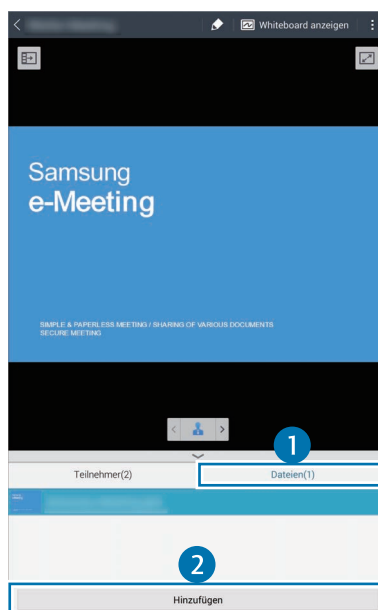 Whiteboard anzeigen
Samsung
e-Meeting
SIMPLE & PAPERLESS MEETING / SHARING OF VARIOUS DOCUMENTS
SECURE MEETING
1
Teilnehmer(2)
Dateien(1)
2
Hinzufügen